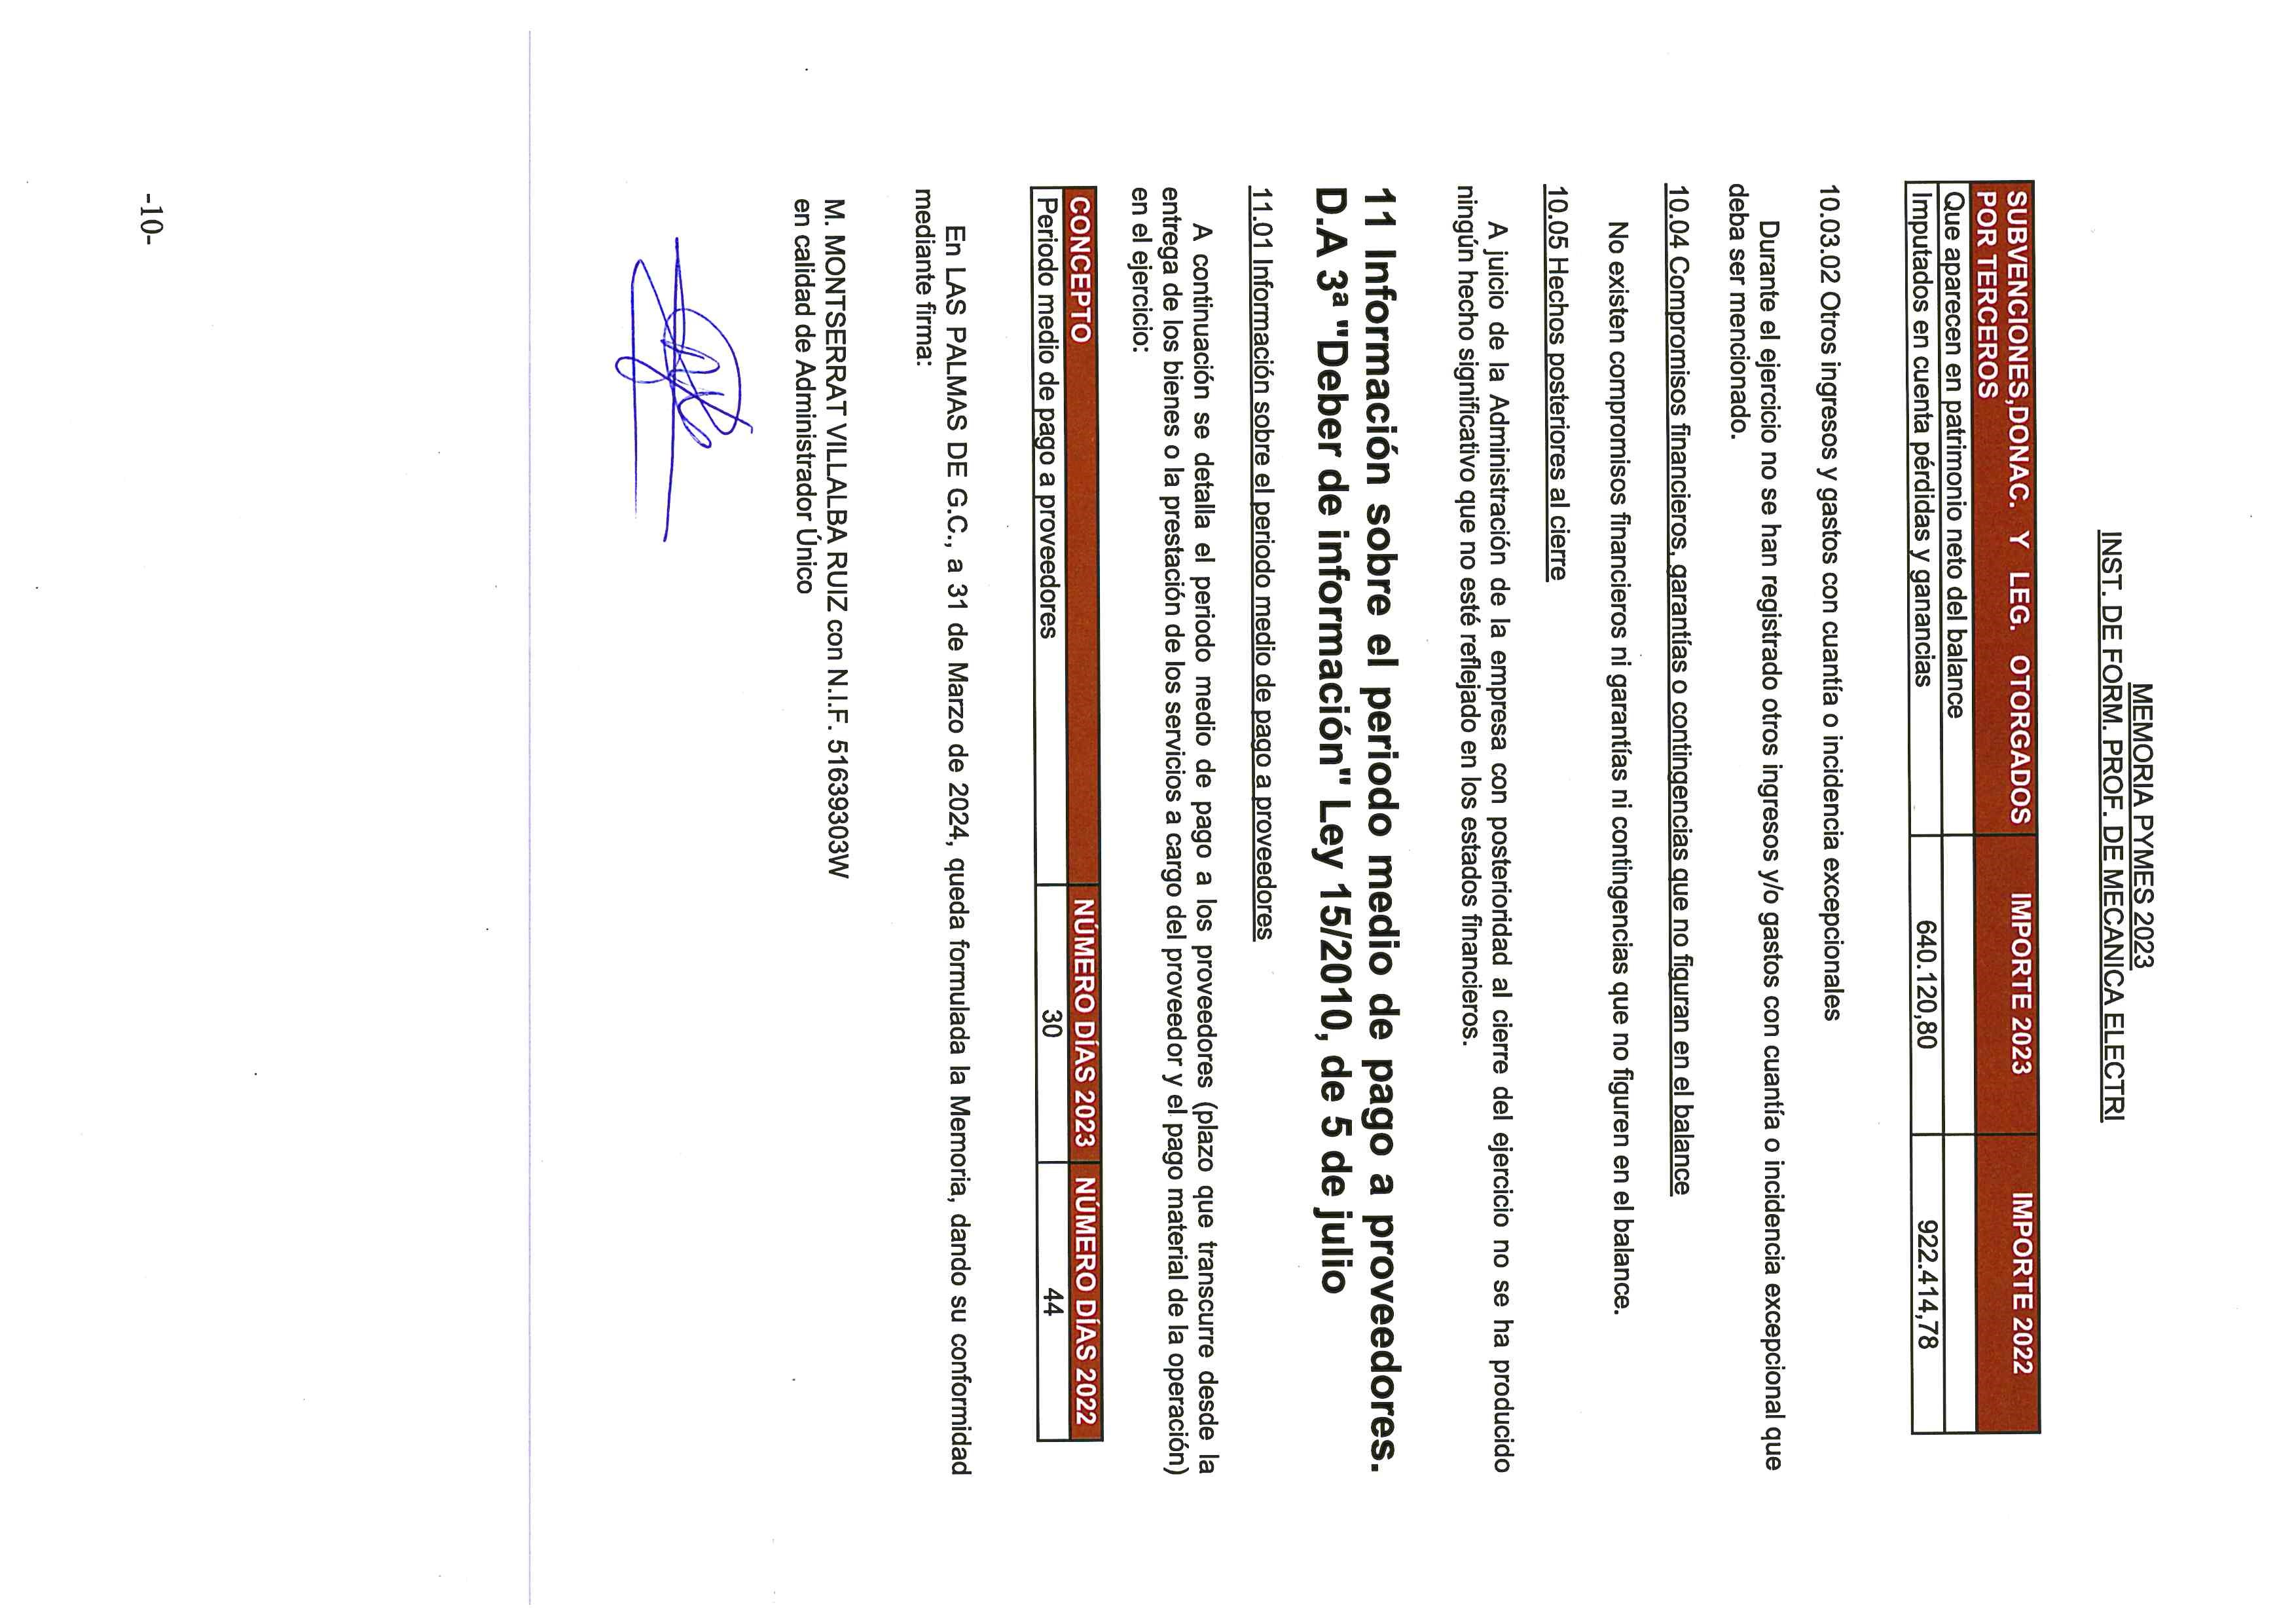 MEMORIA PYMES 2023
INST. DE FORM. PROF. DE MECANICA ELECTRI
SUBVENCIONES,DONAC. Y LEG. OTORGADOS POR TERCEROS IMPORTE 2023 IMPORTE 2022
Que aparecen en patrimonio neto del balance
Imputados en cuenta pérdidas y ganancias 640.120,80 922.414,78
10.03.02 Otros ingresos y gastos con cuantía o incidencia excepcionales
Durante el ejercicio no se han registrado otros ingresos y/o gastos con cuantía o incidencia excepcional que
deba ser mencionado.
10.04 Compromisos financieros, garantías o contingencias que no figuran en el balance
No existen compromisos financieros ni garantías ni contingencias que no figuren en el balance.
10.05 Hechos posteriores al cierre
A juicio de la Administración de la empresa con posterioridad al cierre del ejercicio no se ha producido
ningún hecho significativo que no esté reflejado en los estados financieros.
11 Información sobre el periodo medio de pago a proveedores.
D.A 3ª "Deber de información" Ley 15/2010, de 5 de julio
11.01 Información sobre el periodo medio de pago a proveedores
A continuación se detalla el periodo medio de pago a los proveedores (plazo que transcurre desde la
entrega de los bienes o la prestación de los servicios a cargo del proveedor y el pago material de la operación)
en el ejercicio:
CONCEPTO NÚMERO DÍAS 2023 NÚMERO DÍAS 2022
Periodo medio de pago a proveedores 30 44
En LAS PALMAS DE G.C., a 31 de Marzo de 2024, queda formulada la Memoria, dando su conformidad
mediante firma:
M. MONTSERRAT VILLALBA RUIZ con N.I.F. 51639303W
en calidad de Administrador Único
-10-